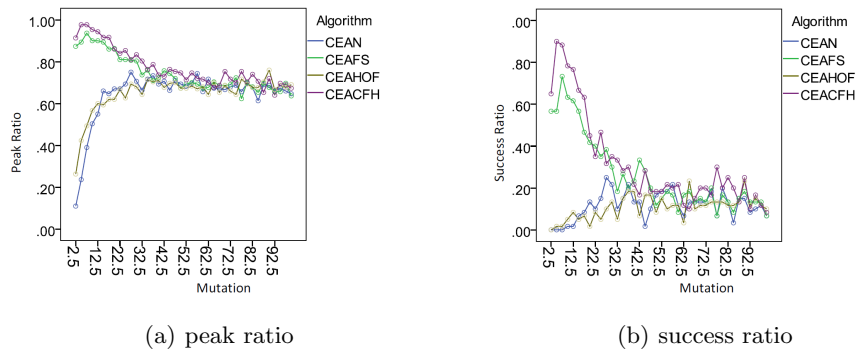 1.00
.80
.60
.40
.20
.00
Peak Ratio
2.5
12.5
22.5
32.5
42.5
52.5
62.5
72.5
82.5
92.5
Mutation
Algorithm
CEAN
CEAFS
CEAHOF
CEACFH
(a) peak ratio
1.00
.80
.60
.40
.20
.00
Success Ratio
2.5
12.5
22.5
32.5
42.5
52.5
62.5
72.5
82.5
92.5
Mutation
Algorithm
CEAN
CEAFS
CEAHOF
CEACFH
(b) success ratio